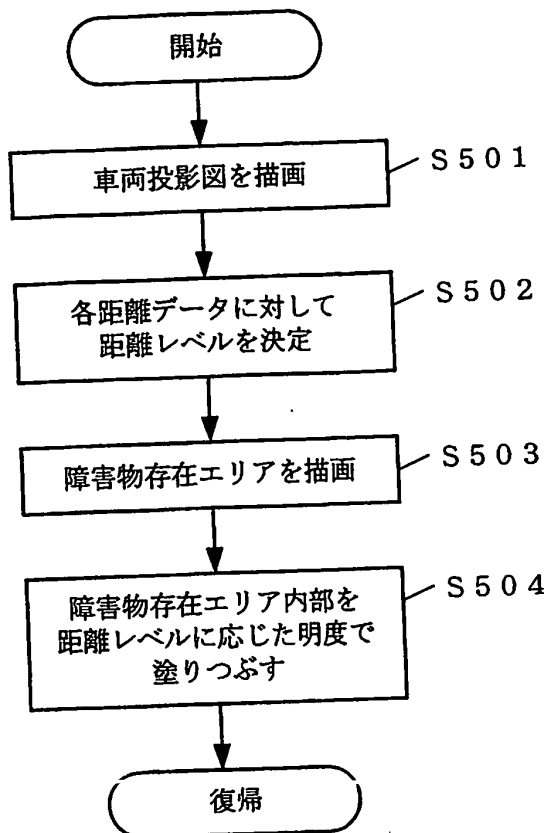 開始
車両投影図を描画
S501
各距離データに対して
距離レベルを決定
S502
障害物存在エリアを描画
S503
障害物存在エリア内部を
距離レベルに応じた明度で
塗りつぶす
S504
復帰